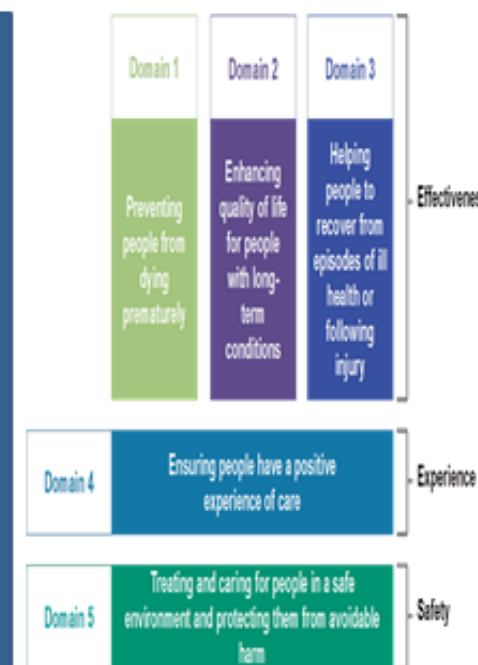 Domain 1
Domain 2
Domain 3
Preventing
people from
dying
prematurely
Enhancing
quality of life
for people
with long-
term
conditions
Helping
people to
recover from
episodes of ill
health or
following
injury
Effectivenes
Domain 4
Ensuring people have a positive
experience of care
Experience
Domain 5
Treating and caring for people in a safe
environment and protecting them from avoidable
harm
Safety